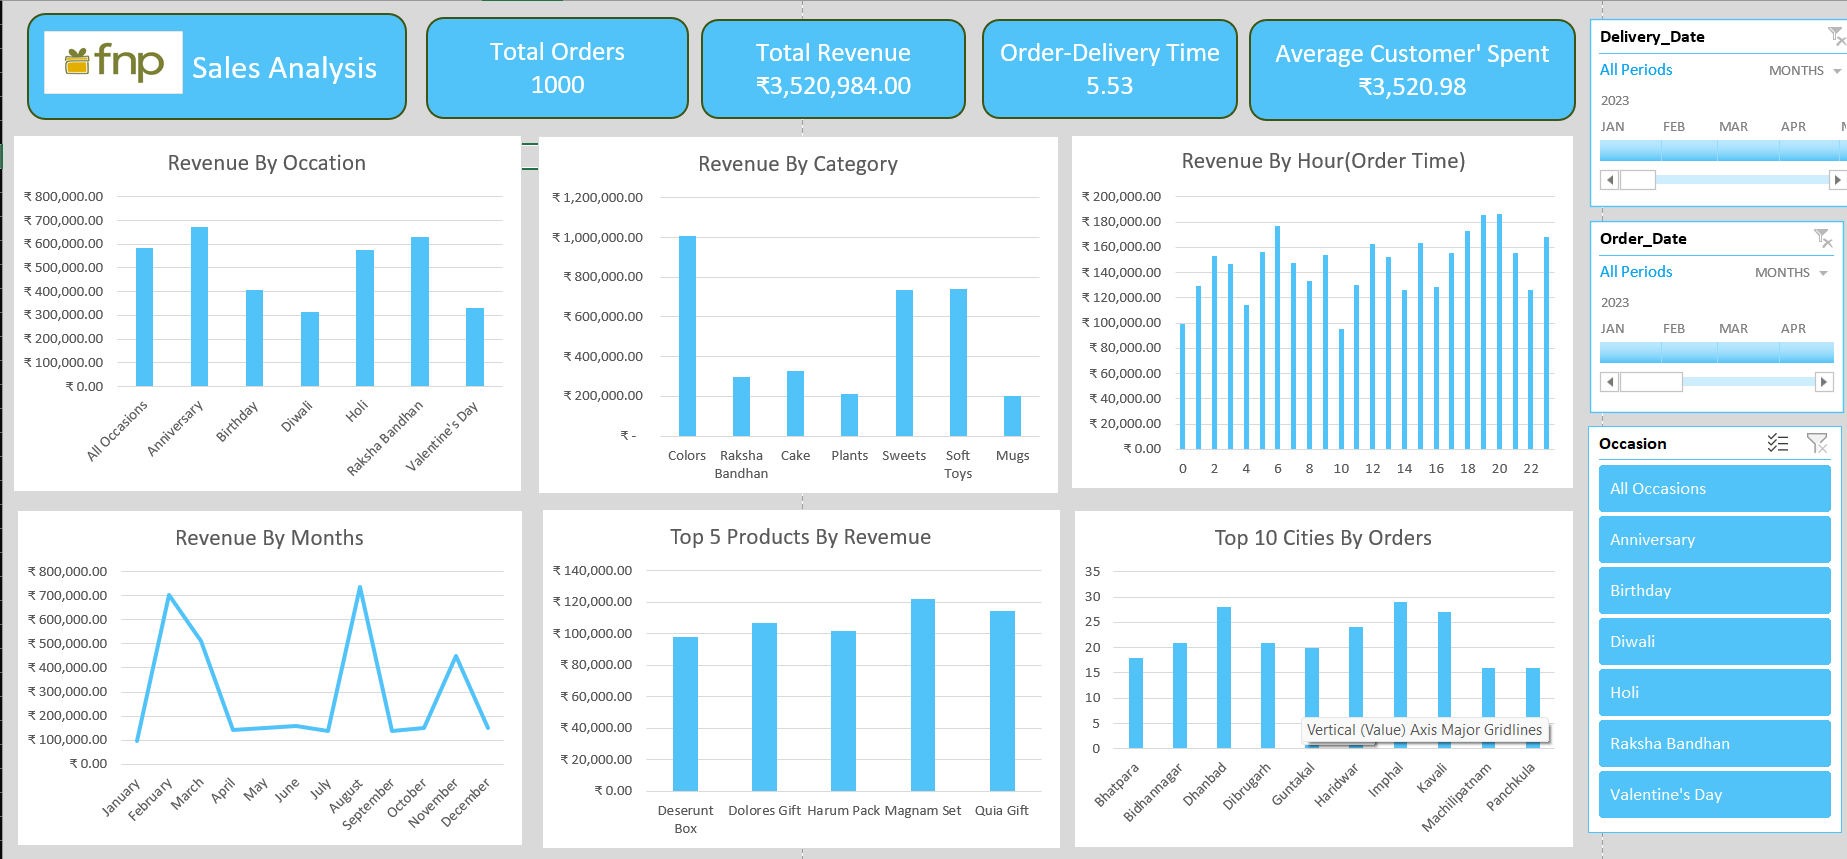 fnp
Sales Analysis
Total Orders
1000
Total Revenue
₹3,520,984.00
Order-Delivery Time
5.53
Average Customer' Spent
₹3,520.98
Revenue By Occation
₹ 800,000.00
₹ 700,000.00
₹ 600,000.00
₹ 500,000.00
₹ 400,000.00
₹ 300,000.00
₹ 200,000.00
₹ 100,000.00
₹ 0.00
All Occasions
Anniversary
Birthday
Diwali
Holi
Raksha Bandhan
Valentine's Day
Revenue By Category
₹ 1,200,000.00
₹ 1,000,000.00
₹ 800,000.00
₹ 600,000.00
₹ 400,000.00
₹ 200,000.00
₹ -
Colors
Raksha
Bandhan
Cake
Plants
Sweets
Soft
Toys
Mugs
Revenue By Hour(Order Time)
₹ 200,000.00
₹ 180,000.00
₹ 160,000.00
₹ 140,000.00
₹ 120,000.00
₹ 100,000.00
₹ 80,000.00
₹ 60,000.00
₹ 40,000.00
₹ 20,000.00
₹ 0.00
0 2 4 6 8 10 12 14 16 18 20 22
Revenue By Months
₹ 800,000.00
₹ 700,000.00
₹ 600,000.00
₹ 500,000.00
₹ 400,000.00
₹ 300,000.00
₹ 200,000.00
₹ 100,000.00
₹ 0.00
January
February
March
April
May
June
July
August
September
October
November
December
Top 5 Products By Revemue
₹ 140,000.00
₹ 120,000.00
₹ 100,000.00
₹ 80,000.00
₹ 60,000.00
₹ 40,000.00
₹ 20,000.00
₹ 0.00
Deserunt
Box
Dolores Gift
Harum Pack
Magnam Set
Quia Gift
Top 10 Cities By Orders
35
30
25
20
15
10
5
0
Vertical (Value) Axis Major Gridlines
Bhatpara
Bidhannagar
Dhanbad
Dibrugarh
Guntakal
Haridwar
Imphal
Kavali
Machilipatnam
Panchkula
Delivery_Date
All Periods
MONTHS
2023
JAN FEB MAR APR
Order_Date
All Periods
MONTHS
2023
JAN FEB MAR APR
Occasion
All Occasions
Anniversary
Birthday
Diwali
Holi
Raksha Bandhan
Valentine's Day